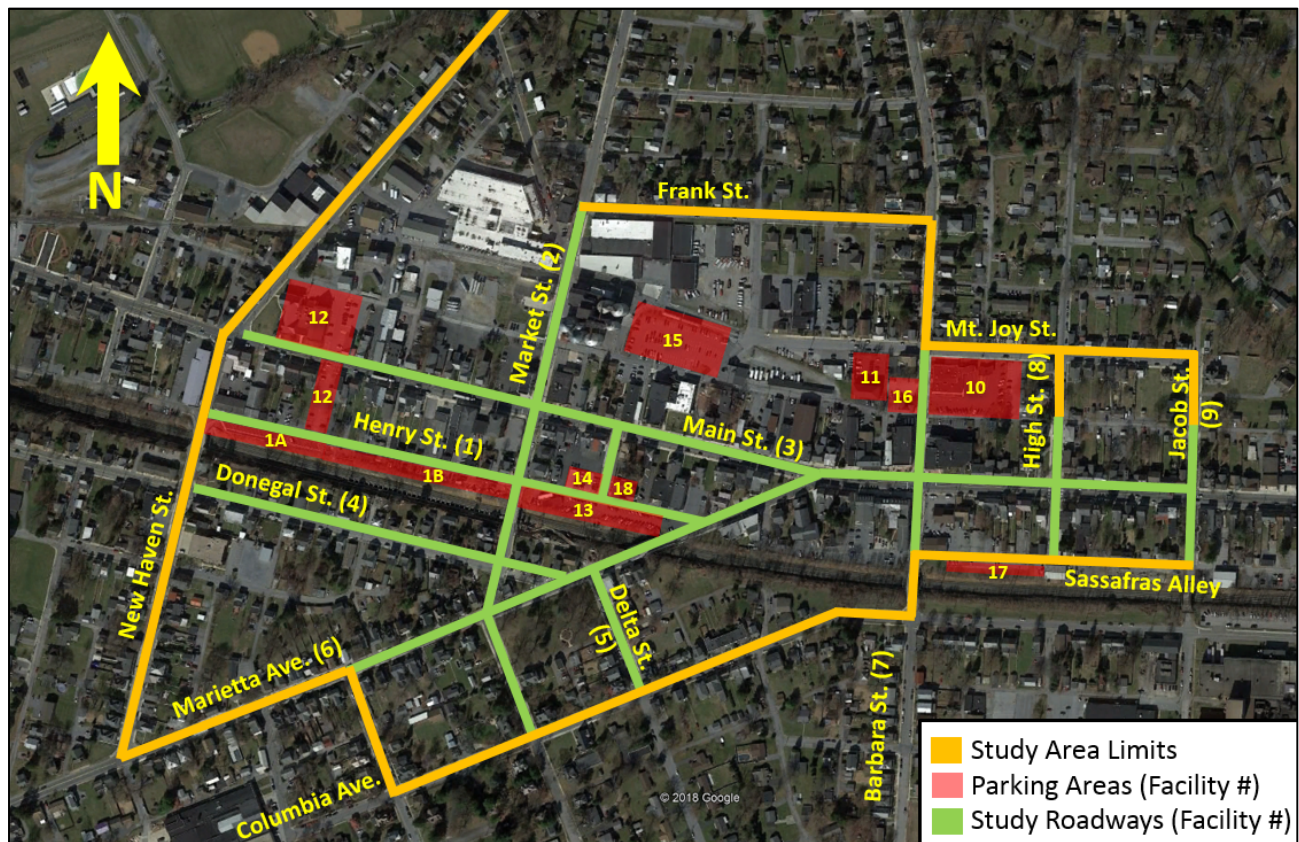 N
Frank St.
Market St. (2)
12
15
Mt. Joy St.
11
16
10
High St. (8)
Jacob St.
(9)
12
Henry St. (1)
Main St. (3)
1A
1B
14
18
13
Donegal St. (4)
New Haven St.
17
Sassafras Alley
Delta St.
(5)
Marietta Ave. (6)
Barbara St. (7)
Columbia Ave.
© 2018 Google
Study Area Limits
Parking Areas (Facility #)
Study Roadways (Facility #)